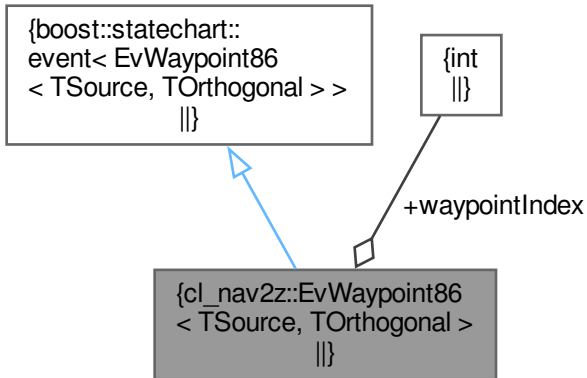 {boost::statechart::
event< EvWaypoint86
< TSource, TOrthogonal > >
||}
{int
||}
+waypointIndex
{cl_nav2z::EvWaypoint86
< TSource, TOrthogonal >
||}